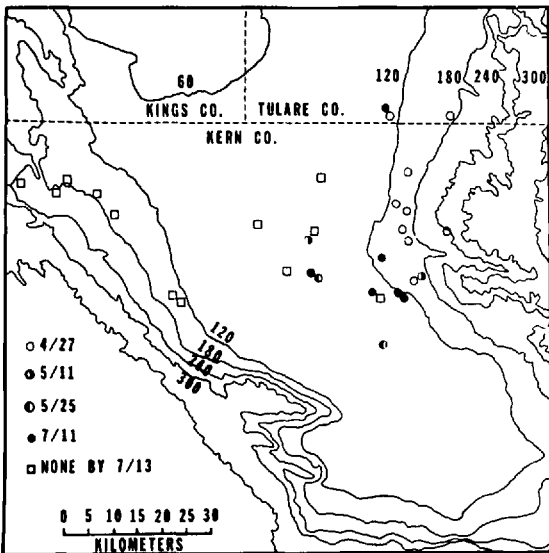 60
120
180
240
300
KINGS CO.
TULARE CO.
KERN CO.
120
180
240
300
4/27
5/11
5/25
7/11
NONE BY 7/13
0 5 10 15 20 25 30
KILOMETERS